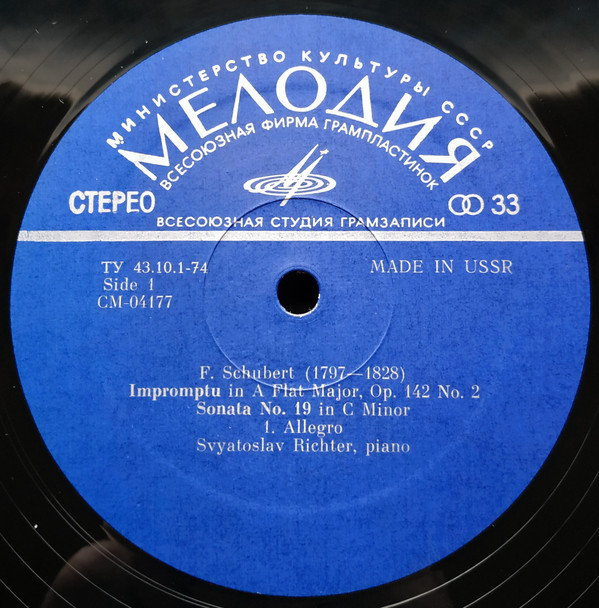 МИНИСТЕРСТВО КУЛЬТУРЫ СССР
МЕЛОДИЯ
ВСЕСОЮЗНАЯ ФИРМА ГРАМПЛАСТИНОК
СТЕРЕО
33
ВСЕСОЮЗНАЯ СТУДИЯ ГРАМЗАПИСИ
ТУ 43.10.1-74
MADE IN USSR
Side 1
СМ-04177
F. Schubert (1797—1828)
Impromptu in A Flat Major, Op. 142 No. 2
Sonata No. 19 in C Minor
1. Allegro
Svyatoslav Richter, piano